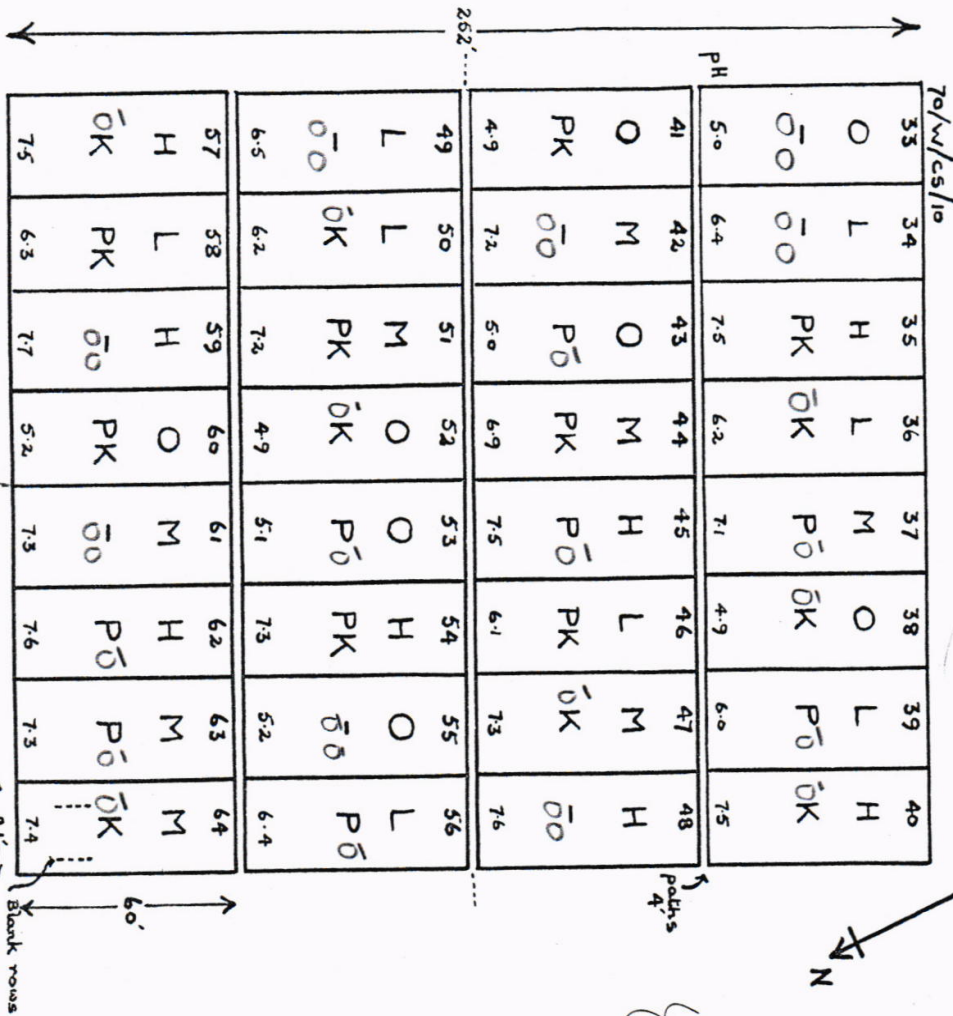 70/W/CS/10
33 34 35 36 37 38 39 40
O L H L M O L H
ŌŌ ŌŌ PK ŌK PŌ ŌK PŌ ŌK
pH 5.0 6.4 7.5 6.2 7.1 4.9 6.0 7.5
paths 4'
41 42 43 44 45 46 47 48
O M O M H L M H
PK ŌŌ PŌ PK PŌ PK ŌK ŌŌ
4.9 7.2 5.0 6.9 7.5 6.1 7.3 7.6
262'
49 50 51 52 53 54 55 56
L L M O O H O L
ŌŌ ŌK PK ŌK PŌ PK ŌŌ PŌ
6.5 6.2 7.2 4.9 5.1 7.3 5.2 6.4
57 58 59 60 61 62 63 64
H L H O M H M M
ŌK PK ŌŌ PK ŌŌ PŌ PŌ ŌK
7.5 6.3 7.7 5.2 7.3 7.6 7.3 7.4
60'
Blank rows
N